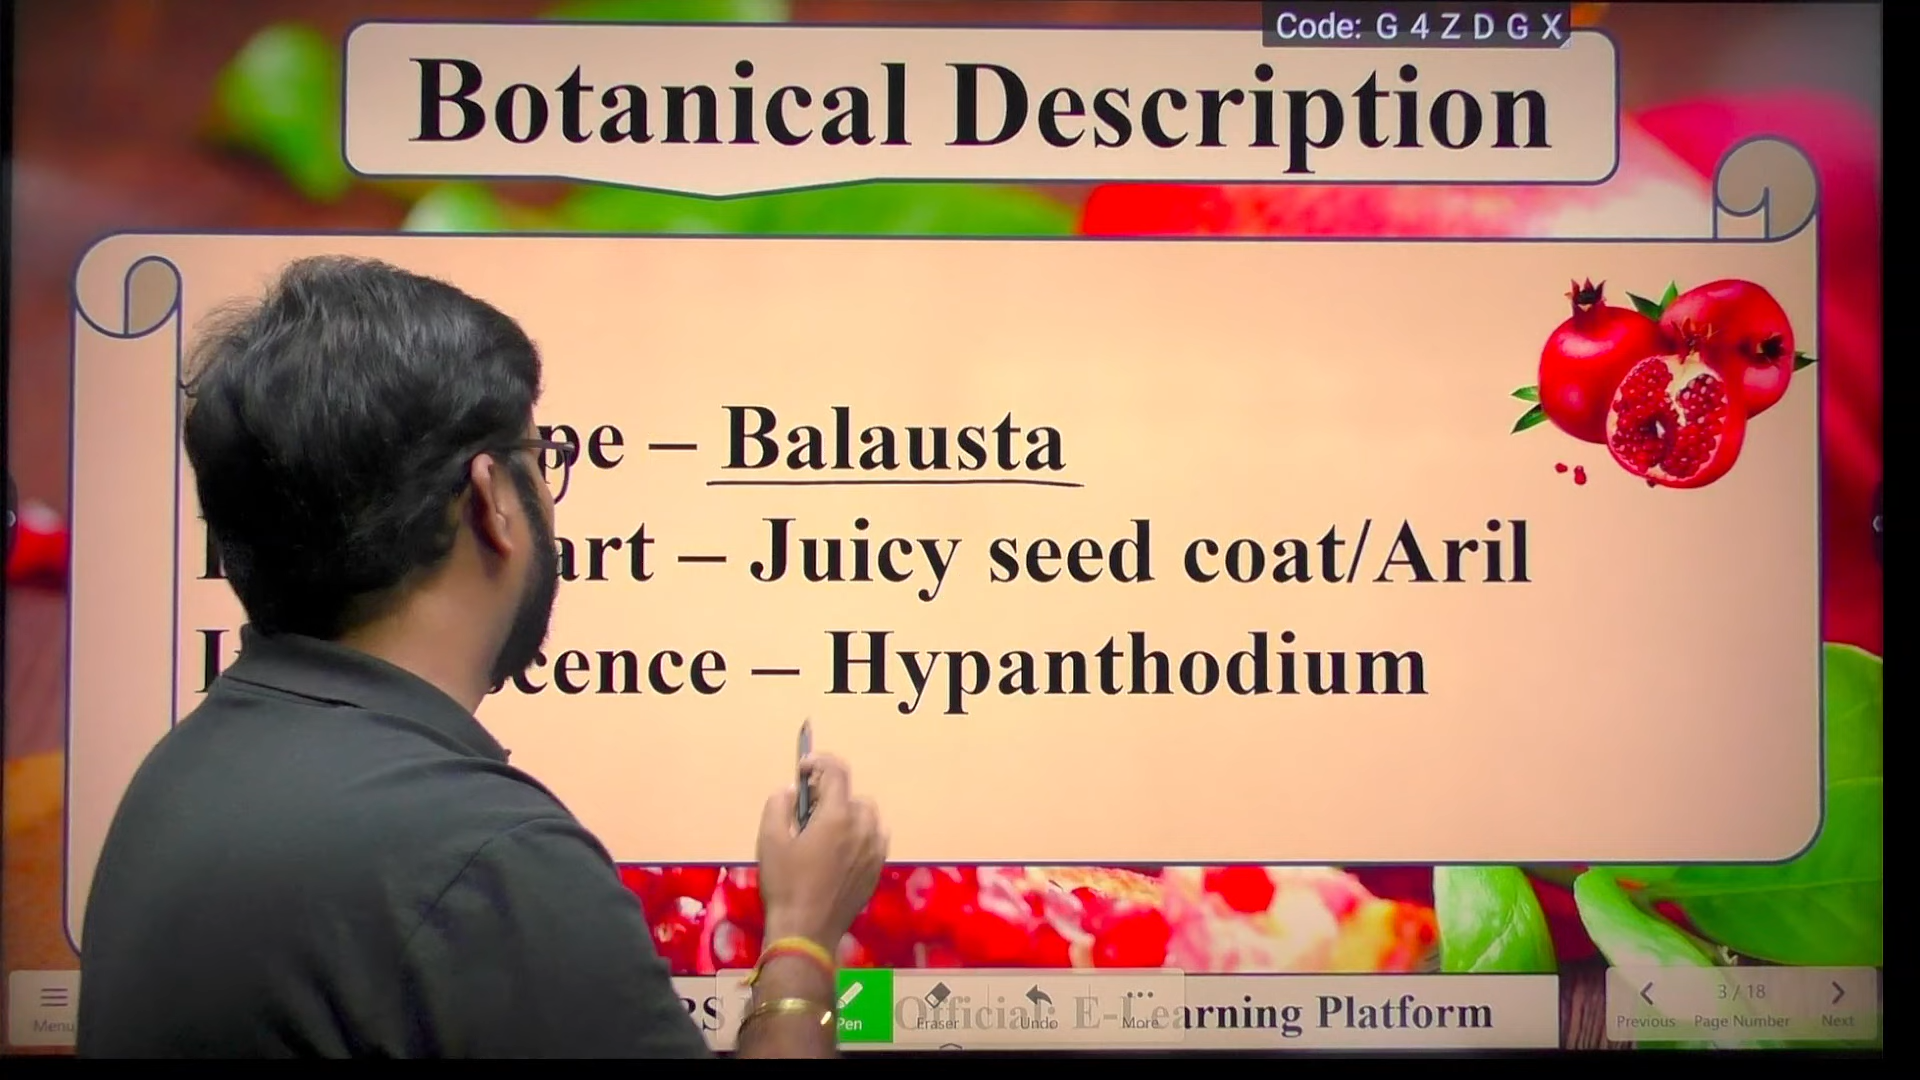 Code: G 4 Z D G X
Botanical Description
pe – Balausta
art – Juicy seed coat/Aril
cence – Hypanthodium
Official: E-Learning Platform
Menu
Pen
Eraser
Undo
More
Previous
3 / 18
Page Number
Next